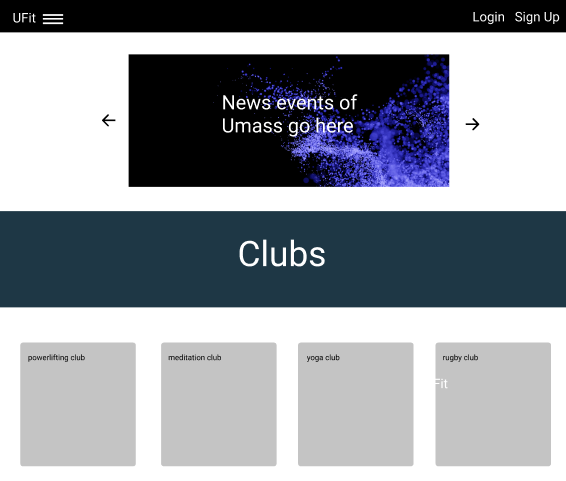 UFit
Login Sign Up
News events of
Umass go here
Clubs
powerlifting club
meditation club
yoga club
rugby club
Fit